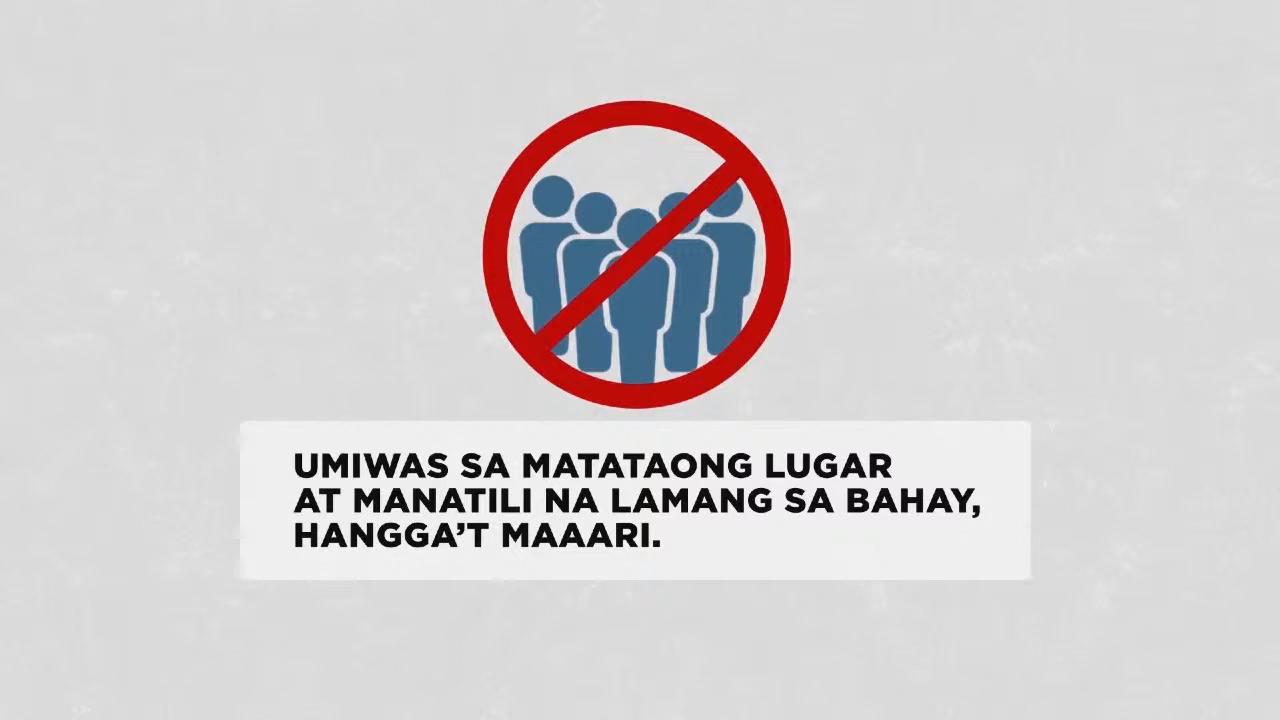 UMIWAS SA MATATAONG LUGAR
AT MANATILI NA LAMANG SA BAHAY,
HANGGA’T MAAARI.